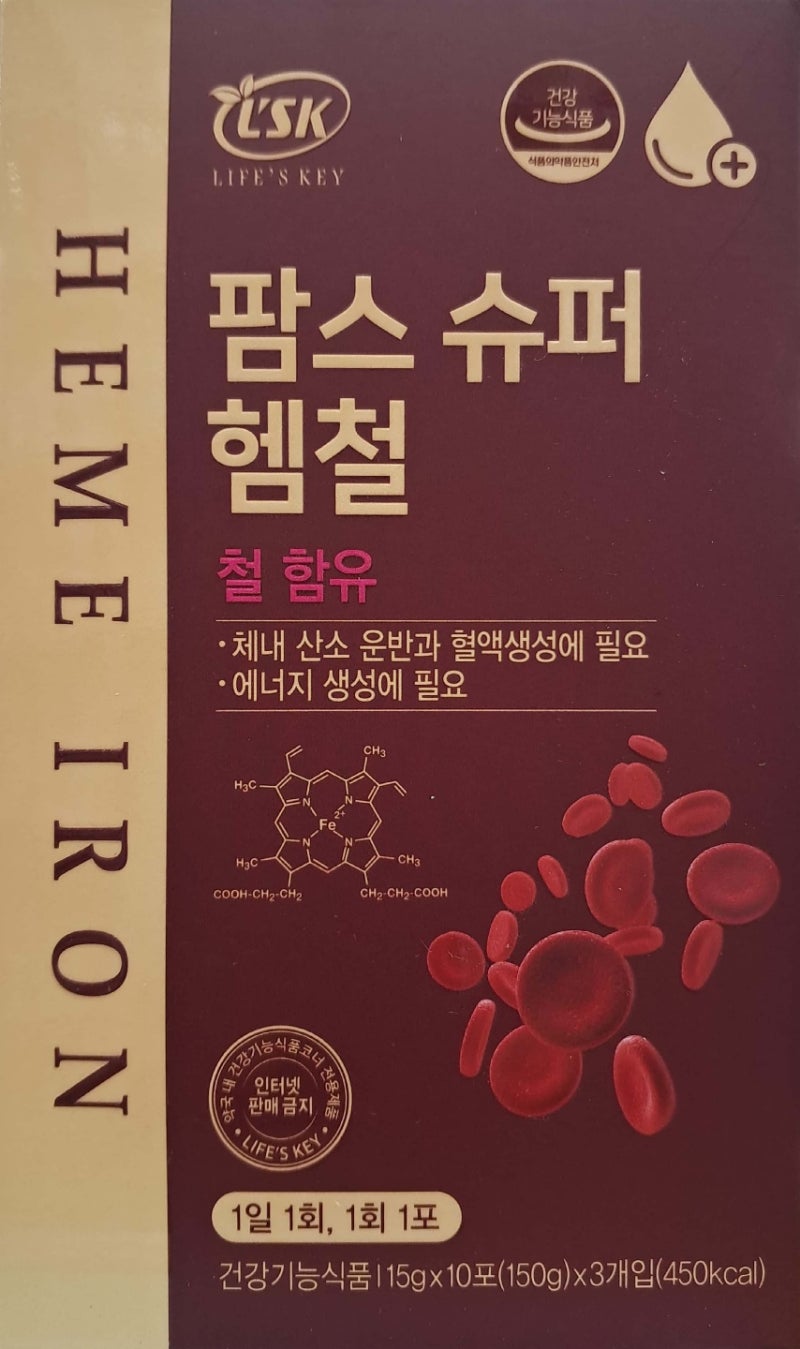 L'SK
LIFE'S KEY
건강
기능식품
식품의약품안전처
HEME IRON
팜스 슈퍼
헴철
철 함유
·체내 산소 운반과 혈액생성에 필요
·에너지 생성에 필요
CH₃
H₃C
N
N
Fe²⁺
N
N
H₃C
CH₃
COOH-CH₂-CH₂
CH₂-CH₂-COOH
약국 내 건강기능식품코너 전용제품
인터넷
판매 금지
• LIFE'S KEY •
1일 1회, 1회 1포
건강기능식품 | 15g x 10포(150g) x 3개입(450kcal)